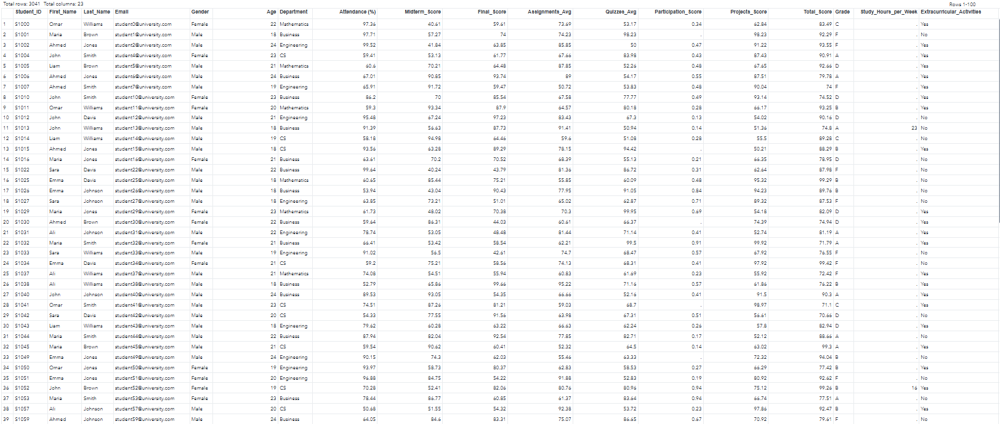 Total rows: 3041 Total columns: 23
Rows 1-100
Student_ID First_Name Last_Name Email Gender Age Department Attendance (%) Midterm_Score Final_Score Assignments_Avg Quizzes_Avg Participation_Score Projects_Score Total_Score Grade Study_Hours_per_Week Extracurricular_Activities
1 S1000 Omar Williams student0@university.com Female 22 Mathematics 97.36 40.61 59.61 73.69 53.17 0.34 62.84 83.49 C . Yes
2 S1001 Maria Brown student1@university.com Male 18 Business 97.71 57.27 74 74.23 98.23 . 98.23 92.29 F . No
3 S1002 Ahmed Jones student2@university.com Male 24 Engineering 99.52 41.84 63.85 85.85 50 0.47 91.22 93.55 F . Yes
4 S1004 John Smith student4@university.com Female 23 CS 59.41 53.13 61.77 67.66 83.98 0.43 87.43 90.91 A . Yes
5 S1005 Liam Brown student5@university.com Male 21 Mathematics 60.6 70.21 64.48 87.85 52.26 0.48 67.65 92.66 D . Yes
6 S1006 Ahmed Jones student6@university.com Male 24 Business 67.01 90.85 93.74 89 54.17 0.55 87.51 79.78 A . Yes
7 S1007 Ahmed Smith student7@university.com Male 19 Engineering 65.91 91.72 59.47 50.72 53.83 0.48 90.04 74 F . Yes
8 S1010 John Smith student10@university.com Female 23 Business 86.2 70 85.54 67.58 77.77 0.49 93.14 74.52 D . Yes
9 S1011 Omar Williams student11@university.com Female 20 Mathematics 59.3 93.34 87.9 64.57 80.18 0.28 66.17 93.25 B . Yes
10 S1012 John Davis student12@university.com Male 21 Engineering 95.48 67.24 97.23 83.43 67.3 0.13 54.02 90.16 D . No
11 S1013 John Williams student13@university.com Male 18 Business 91.39 56.63 87.73 91.41 50.94 0.14 51.36 74.8 A 23 No
12 S1014 Liam Williams student14@university.com Male 19 CS 58.18 94.98 64.46 59.6 51.08 0.28 55.5 89.28 C . No
13 S1015 Ahmed Jones student15@university.com Male 18 CS 93.56 63.28 89.29 78.15 94.42 . 50.21 88.29 B . Yes
14 S1016 Maria Jones student16@university.com Female 21 Business 63.61 70.2 70.52 68.39 55.13 0.21 66.35 78.95 D . No
15 S1022 Sara Davis student22@university.com Male 22 Business 99.64 40.24 43.79 81.36 86.72 0.31 62.64 87.98 F . No
16 S1025 Emma Davis student25@university.com Male 18 Mathematics 60.65 85.44 75.21 55.85 60.09 0.48 95.32 99.29 B . No
17 S1026 Emma Johnson student26@university.com Male 18 Business 53.94 43.04 90.43 77.95 91.05 0.84 94.23 89.76 B . No
18 S1027 Sara Johnson student27@university.com Male 18 Engineering 63.85 73.21 51.01 65.02 62.87 0.71 89.32 87.53 F . No
19 S1029 Maria Jones student29@university.com Female 23 Mathematics 61.73 48.02 70.38 70.3 99.95 0.69 54.18 82.09 D . Yes
20 S1030 Ahmed Brown student30@university.com Female 22 Business 59.64 86.31 44.03 60.61 66.37 . 74.39 74.94 D . Yes
21 S1031 Ali Johnson student31@university.com Male 22 Engineering 78.74 53.05 48.48 81.44 71.14 0.41 52.74 81.19 A . Yes
22 S1032 Maria Smith student32@university.com Female 21 Business 66.41 53.42 58.54 62.21 99.5 0.91 99.92 71.79 A . Yes
23 S1033 Sara Williams student33@university.com Male 19 Engineering 91.02 56.5 42.61 74.7 68.47 0.57 67.92 76.55 F . No
24 S1034 Emma Davis student34@university.com Female 21 CS 59.2 75.21 58.56 74.13 68.31 0.41 97.92 99.42 F . No
25 S1037 Ali Williams student37@university.com Male 21 Mathematics 74.08 54.51 55.94 60.83 61.69 0.23 55.92 72.42 F . Yes
26 S1038 Ali Williams student38@university.com Male 18 Business 52.79 65.86 99.66 95.22 71.16 0.57 61.86 76.22 B . Yes
27 S1040 John Johnson student40@university.com Male 24 Business 89.53 93.05 54.35 66.66 52.16 0.41 91.5 90.3 A . Yes
28 S1041 Omar Smith student41@university.com Male 23 CS 74.51 87.26 81.21 59.03 68.7 . 98.97 71.1 C . Yes
29 S1042 Sara Davis student42@university.com Male 20 CS 54.33 77.55 91.56 63.98 67.31 0.51 56.61 70.66 D . No
30 S1043 Liam Williams student43@university.com Male 18 Engineering 79.62 60.28 63.22 66.63 62.24 0.26 57.8 82.94 D . Yes
31 S1044 Maria Smith student44@university.com Male 22 Business 87.94 82.04 92.54 77.85 82.71 0.17 52.12 88.66 A . No
32 S1045 Maria Brown student45@university.com Male 21 CS 59.54 90.62 60.41 52.32 64.5 0.14 63.02 99.3 A . Yes
33 S1049 Emma Jones student49@university.com Male 24 Engineering 90.15 74.3 62.03 55.46 63.33 . 72.32 94.04 B . No
34 S1050 Omar Jones student50@university.com Female 19 Engineering 93.97 58.73 80.37 62.83 58.53 0.27 66.29 77.42 B . Yes
35 S1051 Emma Jones student51@university.com Female 20 Engineering 96.88 84.75 54.22 91.88 52.83 0.19 80.92 92.62 F . No
36 S1052 John Brown student52@university.com Female 19 CS 70.28 52.41 82.06 80.76 80.96 0.94 75.12 99.26 B 16 Yes
37 S1053 Maria Smith student53@university.com Female 23 Business 78.44 86.77 60.85 61.37 83.64 0.94 66.74 77.51 A . No
38 S1057 Ali Johnson student57@university.com Male 20 CS 50.68 51.55 54.32 92.38 53.72 0.23 97.86 92.47 B . Yes
39 S1059 Ahmed Johnson student59@university.com Male 24 Business 64.05 84.6 83.31 75.07 86.65 0.67 70.92 79.61 F . No